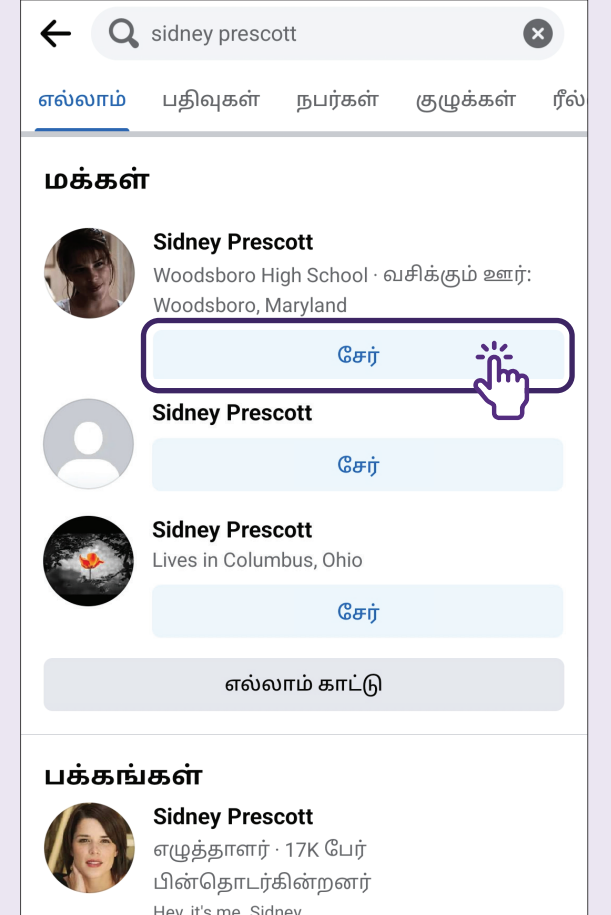 sidney prescott
எல்லாம் பதிவுகள் நபர்கள் குழுக்கள் ரீல்
மக்கள்
Sidney Prescott
Woodsboro High School · வசிக்கும் ஊர்:
Woodsboro, Maryland
சேர்
Sidney Prescott
சேர்
Sidney Prescott
Lives in Columbus, Ohio
சேர்
எல்லாம் காட்டு
பக்கங்கள்
Sidney Prescott
எழுத்தாளர் · 17K பேர்
பின்தொடர்கின்றனர்
Hey, it's me, Sidney